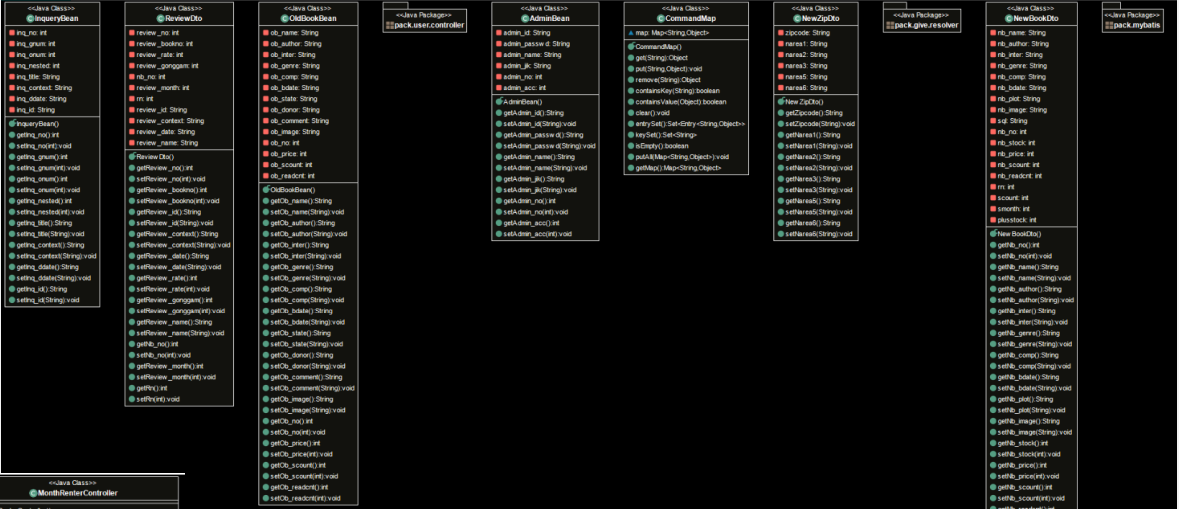 <<Java Class>>
InqueryBean
inq_no: int
inq_gnum: int
inq_onum: int
inq_nested: int
inq_title: String
inq_context: String
inq_ddate: String
inq_id: String
InqueryBean()
getInq_no():int
setInq_no(int):void
getInq_gnum():int
setInq_gnum(int):void
getInq_onum():int
setInq_onum(int):void
getInq_nested():int
setInq_nested(int):void
getInq_title():String
setInq_title(String):void
getInq_context():String
setInq_context(String):void
getInq_ddate():String
setInq_ddate(String):void
getInq_id():String
setInq_id(String):void
<<Java Class>>
ReviewDto
review_no: int
review_bookno: int
review_rate: int
review_gonggam: int
nb_no: int
review_month: int
rn: int
review_id: String
review_context: String
review_date: String
review_name: String
ReviewDto()
getReview_no():int
setReview_no(int):void
getReview_bookno():int
setReview_bookno(int):void
getReview_id():String
setReview_id(String):void
getReview_context():String
setReview_context(String):void
getReview_date():String
setReview_date(String):void
getReview_rate():int
setReview_rate(int):void
getReview_gonggam():int
setReview_gonggam(int):void
getReview_name():String
setReview_name(String):void
getNb_no():int
setNb_no(int):void
getReview_month():int
setReview_month(int):void
getRn():int
setRn(int):void
<<Java Class>>
OldBookBean
ob_name: String
ob_author: String
ob_inter: String
ob_genre: String
ob_comp: String
ob_bdate: String
ob_state: String
ob_donor: String
ob_comment: String
ob_image: String
ob_no: int
ob_price: int
ob_scount: int
ob_readcnt: int
OldBookBean()
getOb_name():String
setOb_name(String):void
getOb_author():String
setOb_author(String):void
getOb_inter():String
setOb_inter(String):void
getOb_genre():String
setOb_genre(String):void
getOb_comp():String
setOb_comp(String):void
getOb_bdate():String
setOb_bdate(String):void
getOb_state():String
setOb_state(String):void
getOb_donor():String
setOb_donor(String):void
getOb_comment():String
setOb_comment(String):void
getOb_image():String
setOb_image(String):void
getOb_no():int
setOb_no(int):void
getOb_price():int
setOb_price(int):void
getOb_scount():int
setOb_scount(int):void
getOb_readcnt():int
setOb_readcnt(int):void
<<Java Package>>
pack.user.controller
<<Java Class>>
AdminBean
admin_id: String
admin_passwd: String
admin_name: String
admin_jik: String
admin_no: int
admin_acc: int
AdminBean()
getAdmin_id():String
setAdmin_id(String):void
getAdmin_passwd():String
setAdmin_passwd(String):void
getAdmin_name():String
setAdmin_name(String):void
getAdmin_jik():String
setAdmin_jik(String):void
getAdmin_no():int
setAdmin_no(int):void
getAdmin_acc():int
setAdmin_acc(int):void
<<Java Class>>
CommandMap
map: Map<String,Object>
CommandMap()
get(String):Object
put(String,Object):void
remove(String):Object
containsKey(String):boolean
containsValue(Object):boolean
clear():void
entrySet():Set<Entry<String,Object>>
keySet():Set<String>
isEmpty():boolean
putAll(Map<String,Object>):void
getMap():Map<String,Object>
<<Java Class>>
NewZipDto
zipcode: String
narea1: String
narea2: String
narea3: String
narea5: String
narea6: String
NewZipDto()
getZipcode():String
setZipcode(String):void
getNarea1():String
setNarea1(String):void
getNarea2():String
setNarea2(String):void
getNarea3():String
setNarea3(String):void
getNarea5():String
setNarea5(String):void
getNarea6():String
setNarea6(String):void
<<Java Package>>
pack.give.resolver
<<Java Class>>
NewBookDto
nb_name: String
nb_author: String
nb_inter: String
nb_genre: String
nb_comp: String
nb_bdate: String
nb_plot: String
nb_image: String
sql: String
nb_no: int
nb_stock: int
nb_price: int
nb_scount: int
nb_readcnt: int
rn: int
scount: int
smonth: int
plusstock: int
NewBookDto()
getNb_no():int
setNb_no(int):void
getNb_name():String
setNb_name(String):void
getNb_author():String
setNb_author(String):void
getNb_inter():String
setNb_inter(String):void
getNb_genre():String
setNb_genre(String):void
getNb_comp():String
setNb_comp(String):void
getNb_bdate():String
setNb_bdate(String):void
getNb_plot():String
setNb_plot(String):void
getNb_image():String
setNb_image(String):void
getNb_stock():int
setNb_stock(int):void
getNb_price():int
setNb_price(int):void
getNb_scount():int
setNb_scount(int):void
<<Java Package>>
pack.mybatis
<<Java Class>>
MonthRenterController